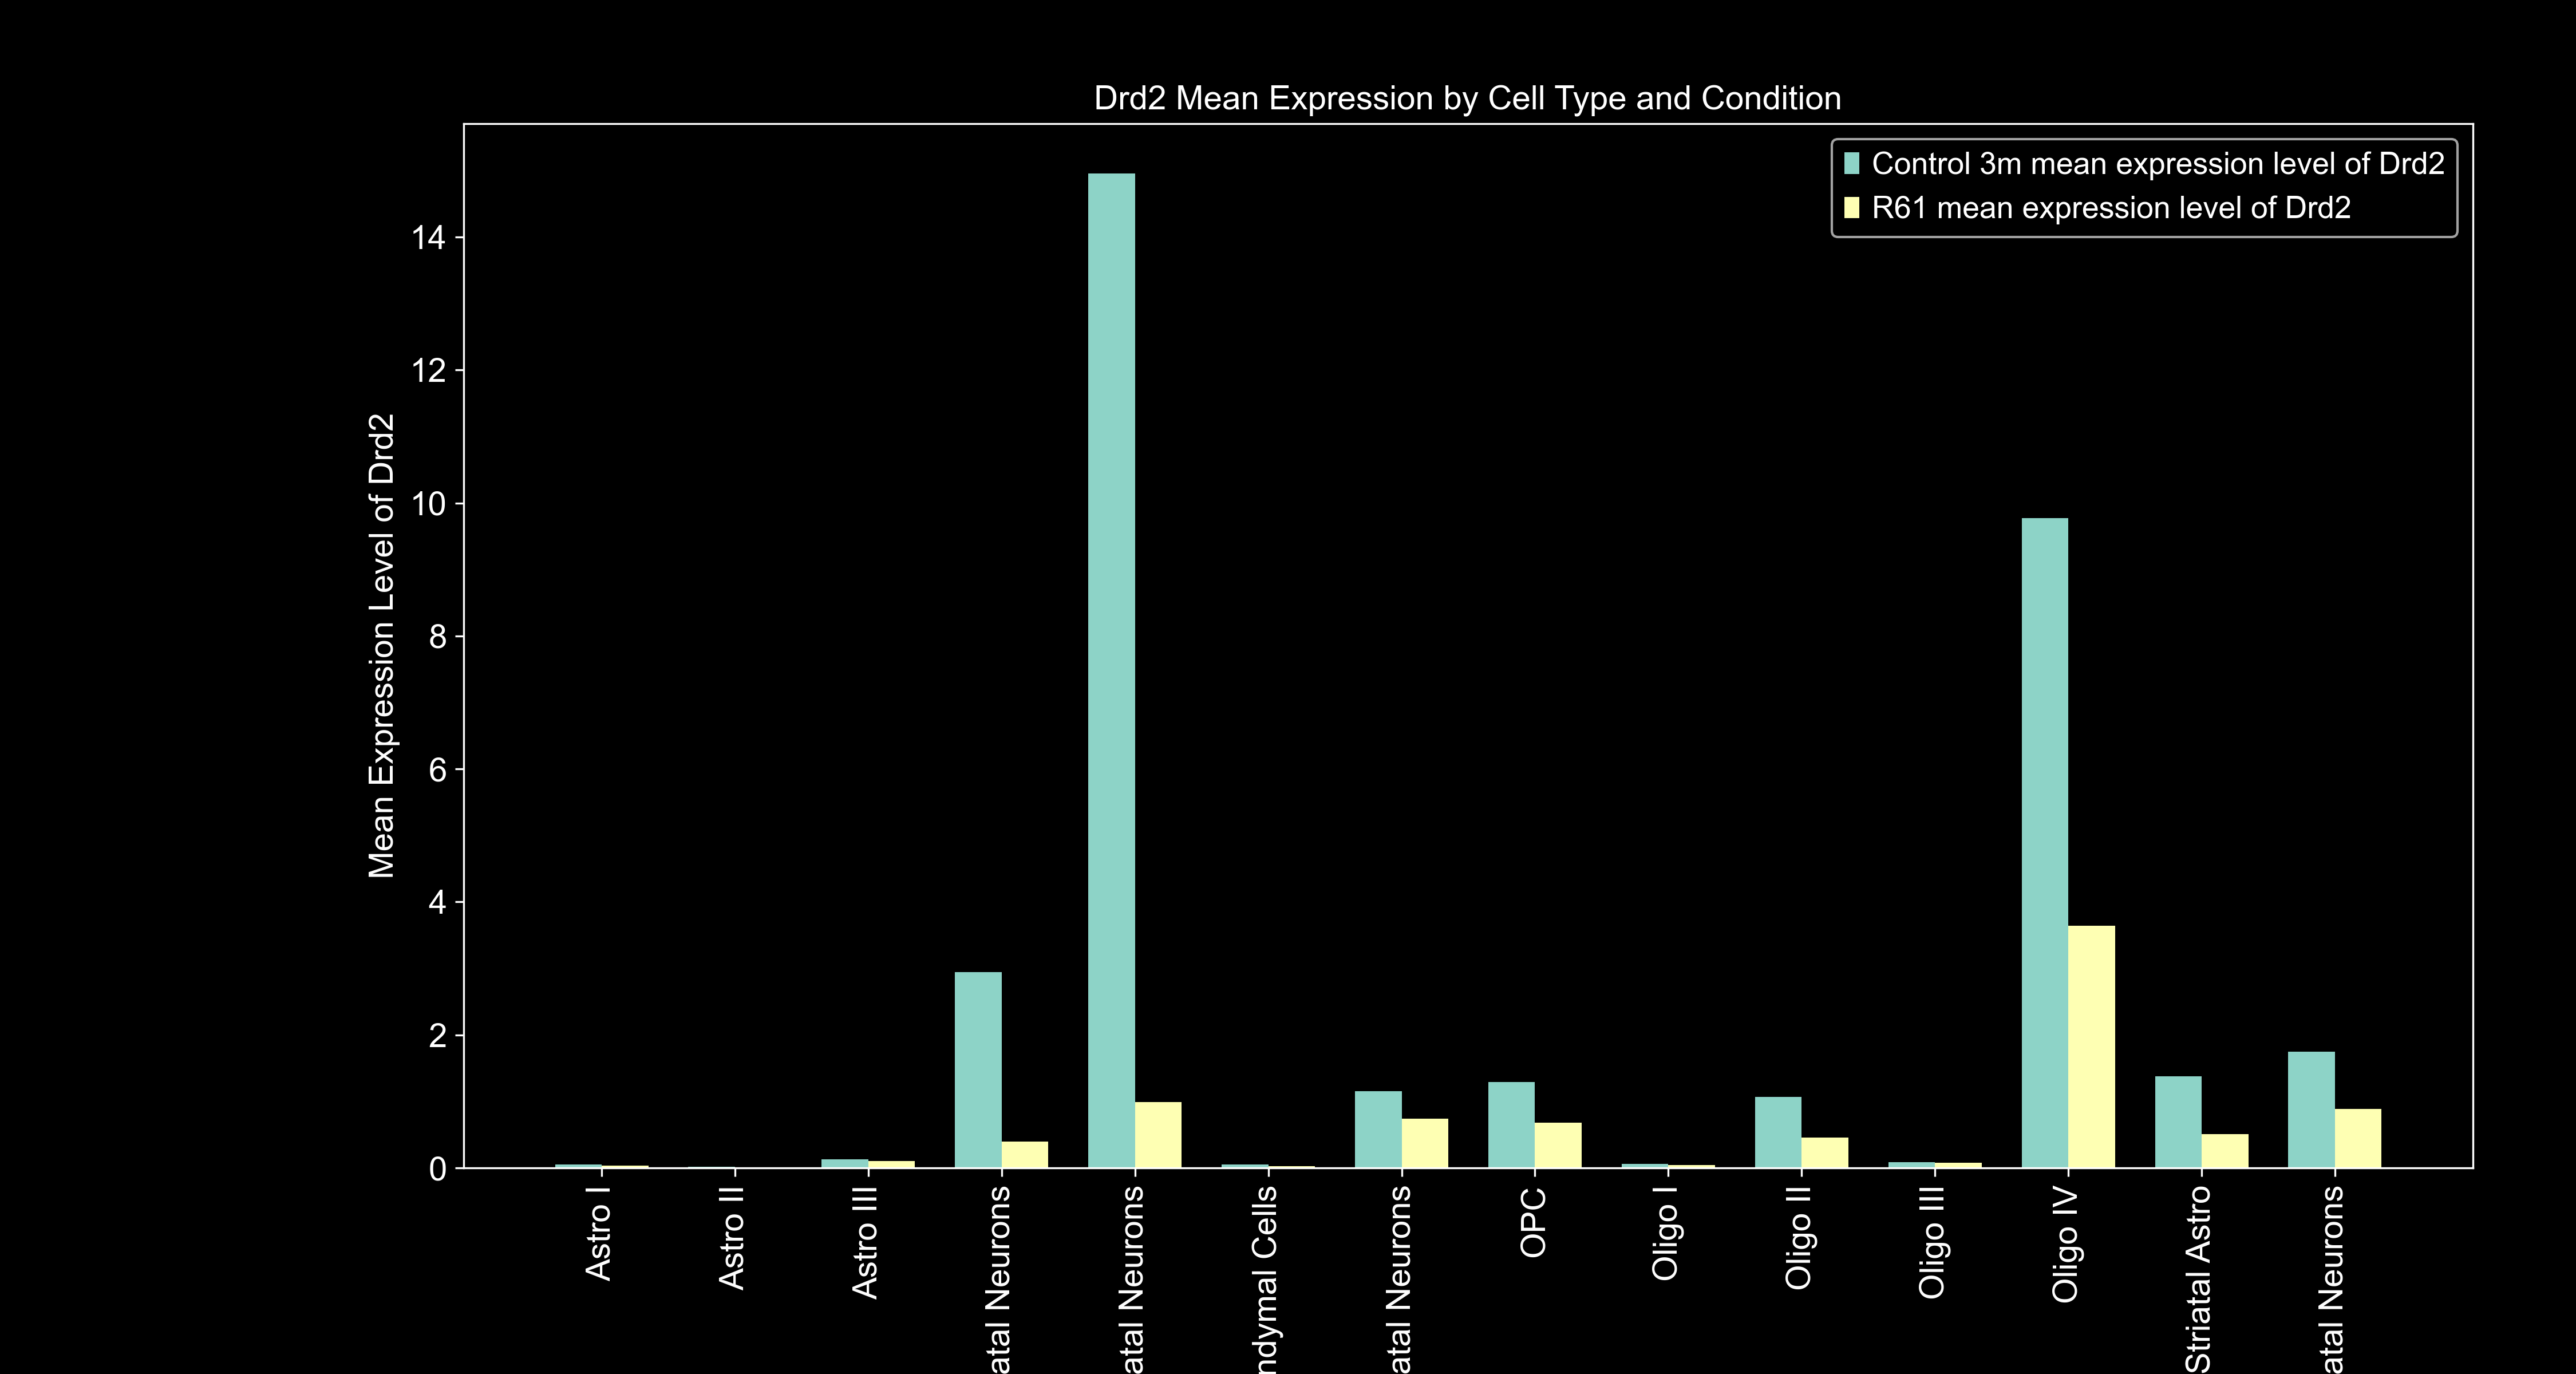 Drd2 Mean Expression by Cell Type and Condition
Control 3m mean expression level of Drd2
R61 mean expression level of Drd2
Mean Expression Level of Drd2
14
12
10
8
6
4
2
0
Astro I
Astro II
Astro III
atal Neurons
atal Neurons
ndymal Cells
atal Neurons
OPC
Oligo I
Oligo II
Oligo III
Oligo IV
Striatal Astro
atal Neurons